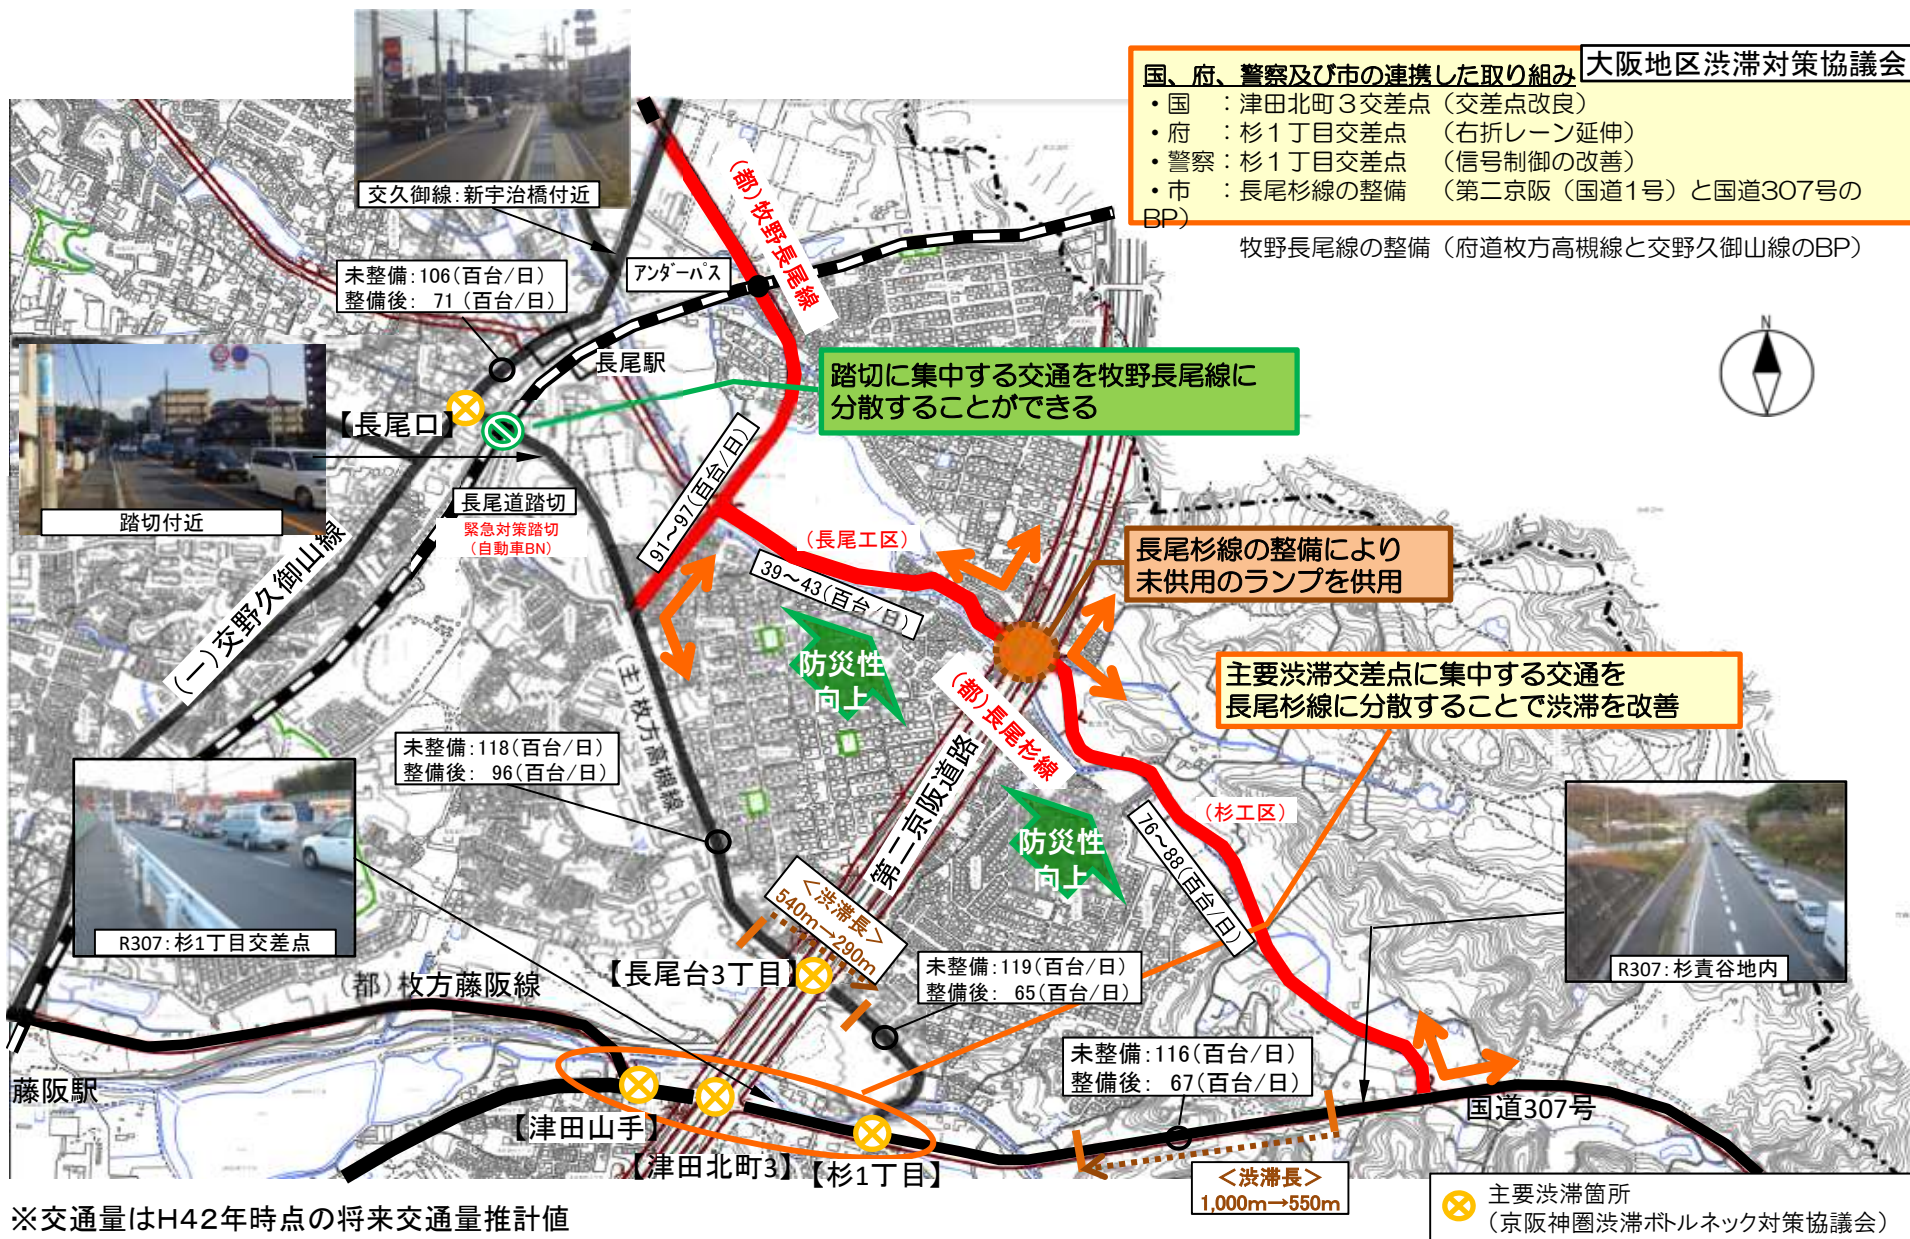 大阪地区渋滞対策協議会
国、府、警察及び市の連携した取り組み
・国　：津田北町３交差点（交差点改良）
・府　：杉１丁目交差点　（右折レーン延伸）
・警察：杉１丁目交差点　（信号制御の改善）
・市　：長尾杉線の整備　（第二京阪（国道1号）と国道307号の
BP）
牧野長尾線の整備（府道枚方高槻線と交野久御山線のBP）
交久御線：新宇治橋付近
（都）牧野長尾線
アンダーパス
未整備：106（百台/日）
整備後： 71（百台/日）
長尾駅
N
踏切に集中する交通を牧野長尾線に
分散することができる
【長尾口】
踏切付近
長尾道踏切
緊急対策踏切
（自動車BN）
（一）交野久御山線
91～97（百台/日）
（長尾工区）
39～43（百台/日）
長尾杉線の整備により
未供用のランプを供用
防災性
向上
（都）長尾杉線
主要渋滞交差点に集中する交通を
長尾杉線に分散することで渋滞を改善
（主）枚方高槻線
未整備：118（百台/日）
整備後： 96（百台/日）
第二京阪道路
防災性
向上
（杉工区）
76～88（百台/日）
R307：杉1丁目交差点
R307：杉責谷地内
＜渋滞長＞
540m→290m
【長尾台3丁目】
未整備：119（百台/日）
整備後： 65（百台/日）
（都）枚方藤阪線
未整備：116（百台/日）
整備後： 67（百台/日）
藤阪駅
国道307号
【津田山手】
【津田北町3】
【杉1丁目】
＜渋滞長＞
1,000m→550m
主要渋滞箇所
（京阪神圏渋滞ボトルネック対策協議会）
※交通量はH42年時点の将来交通量推計値